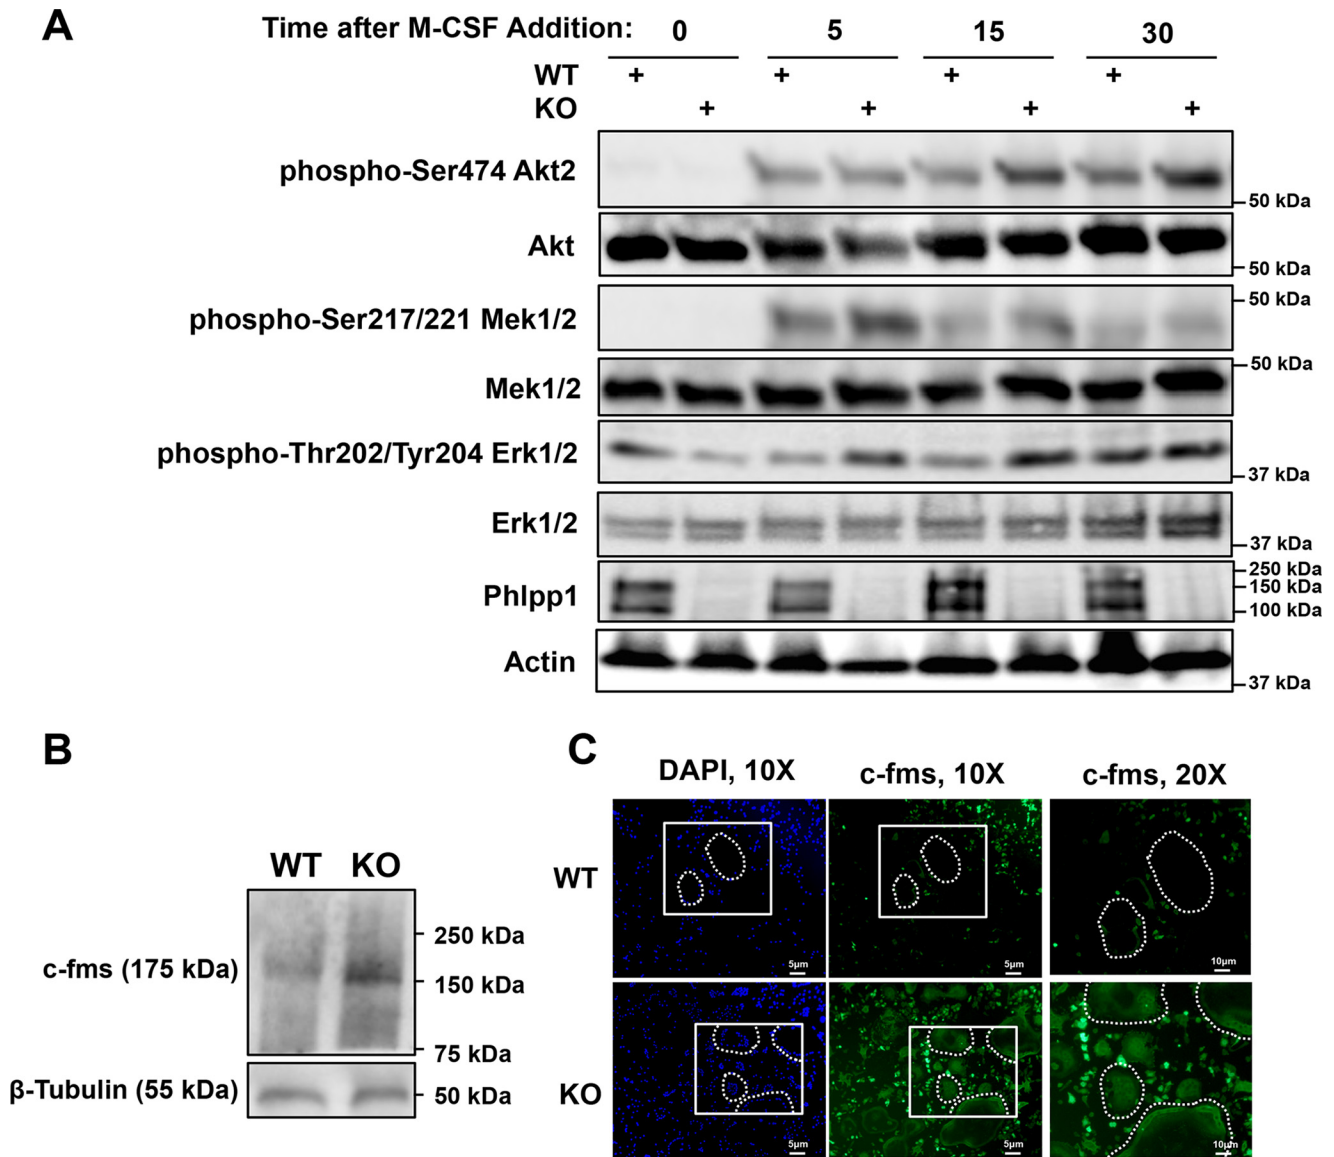 A
Time after M-CSF Addition: 0 5 15 30
WT + + + +
KO + + + +
phospho-Ser474 Akt2
50 kDa
Akt
50 kDa
phospho-Ser217/221 Mek1/2
50 kDa
Mek1/2
50 kDa
phospho-Thr202/Tyr204 Erk1/2
37 kDa
Erk1/2
37 kDa
Phlpp1
250 kDa
150 kDa
100 kDa
Actin
37 kDa
B
WT KO
c-fms (175 kDa)
250 kDa
150 kDa
75 kDa
β-Tubulin (55 kDa)
50 kDa
C
DAPI, 10X c-fms, 10X c-fms, 20X
WT
5µm 5µm 10µm
KO
5µm 5µm 10µm